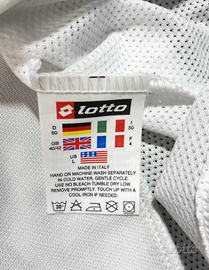 lotto
D
50
I
50
GB
40/42
F
4
US
L
MADE IN ITALY
HAND OR MACHINE WASH SEPARATELY
IN COLD WATER. GENTLE CYCLE.
USE NO BLEACH TUMBLE DRY LOW.
REMOVE PROMPTLY. TOUCH UP WITH A
COOL IRON IF NEEDED.
30°